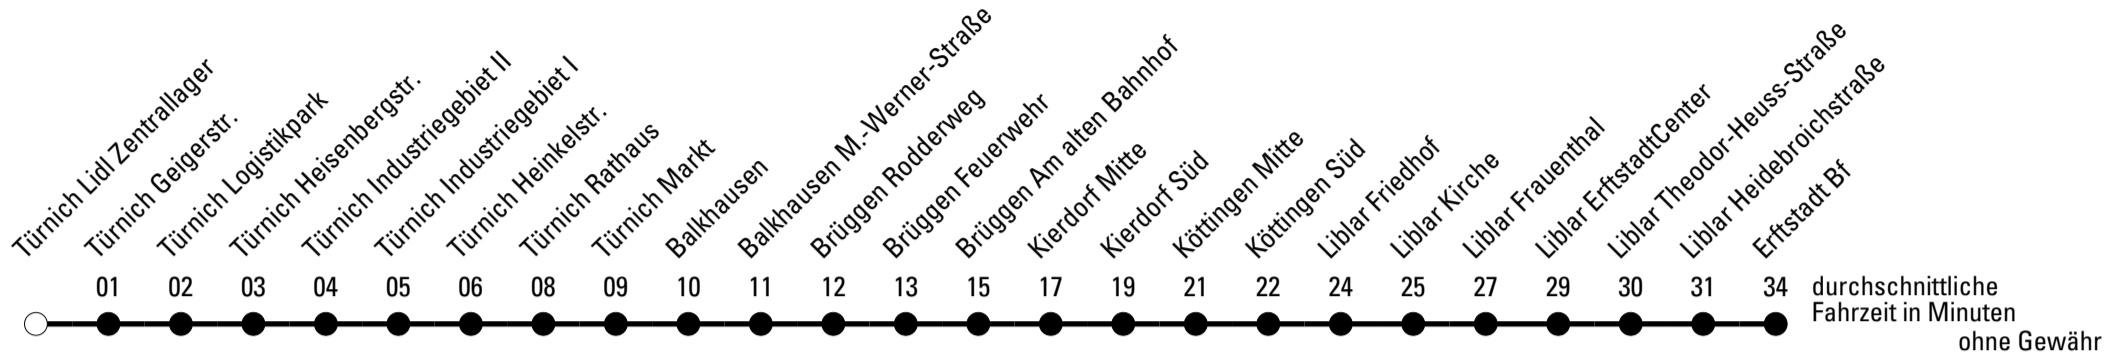 Türnich Lidl Zentrallager
Türnich Geigerstr.
Türnich Logistikpark
Türnich Heisenbergstr.
Türnich Industriegebiet II
Türnich Industriegebiet I
Türnich Heinkelstr.
Türnich Rathaus
Türnich Markt
Balkhausen
Balkhausen M.-Werner-Straße
Brüggen Rodderweg
Brüggen Feuerwehr
Brüggen Am alten Bahnhof
Kierdorf Mitte
Kierdorf Süd
Köttingen Mitte
Köttingen Süd
Liblar Friedhof
Liblar Kirche
Liblar Frauenthal
Liblar ErftstadtCenter
Liblar Theodor-Heuss-Straße
Liblar Heidebroichstraße
Erftstadt Bf
01 02 03 04 05 06 08 09 10 11 12 13 15 17 19 21 22 24 25 27 29 30 31 34 durchschnittliche
Fahrzeit in Minuten
ohne Gewähr